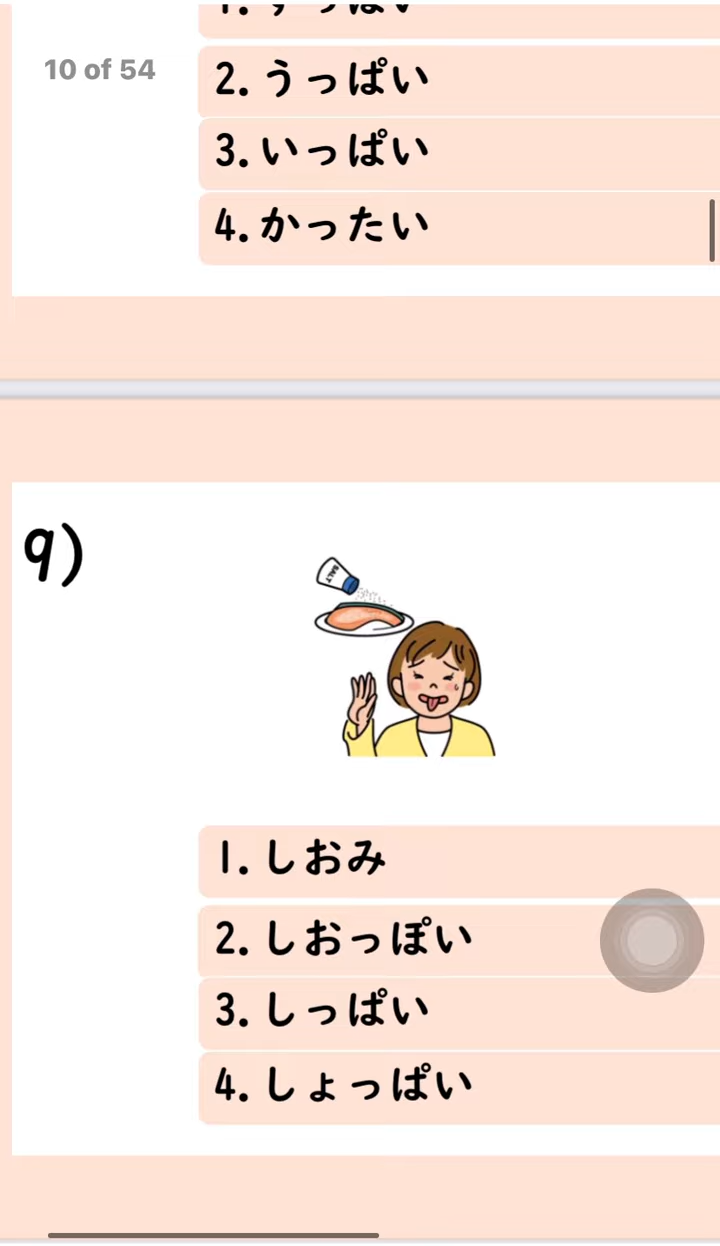 10 of 54
2. うっぱい
3. いっぱい
4. かったい
9)
SALT
1. しおみ
2. しおっぽい
3. しっぱい
4. しょっぱい